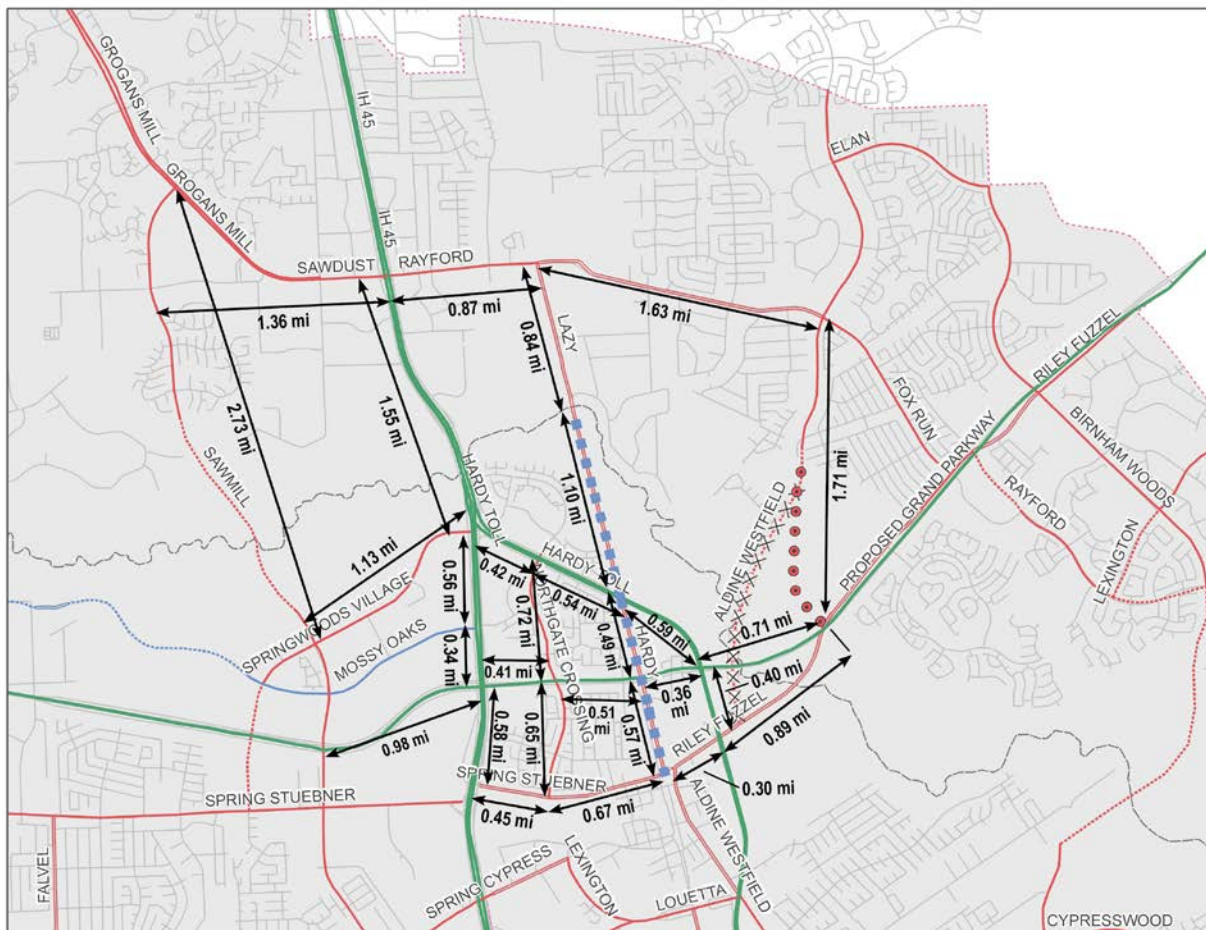 GROGANS MILL
IH 45
GROGANS MILL
IH 45
ELAN
SAWDUST
RAYFORD
1.36 mi
0.87 mi
0.84 mi
LAZY
1.63 mi
RILEY FUZZEL
2.73 mi
1.55 mi
1.10 mi
1.71 mi
FOX RUN
BIRNHAM WOODS
SAWMILL
HARDY TOLL
ALDINE WESTFIELD
PROPOSED GRAND PARKWAY
RAYFORD
LEXINGTON
1.13 mi
0.56 mi
0.42 mi
HARDY TOLL
0.72 mi
0.54 mi
NORTHGATE CROSSING
0.49 mi
HARDY
0.59 mi
0.71 mi
SPRINGWOODS VILLAGE
MOSSY OAKS
0.34 mi
0.41 mi
0.36
mi
0.40 mi
0.51
mi
0.57 mi
RILEY FUZZEL
0.89 mi
0.98 mi
0.58 mi
0.65 mi
SPRING STUEBNER
0.30 mi
SPRING STUEBNER
0.45 mi
0.67 mi
ALDINE WESTFIELD
FALVEL
SPRING CYPRESS
LEXINGTON
LOUETTA
CYPRESSWOOD